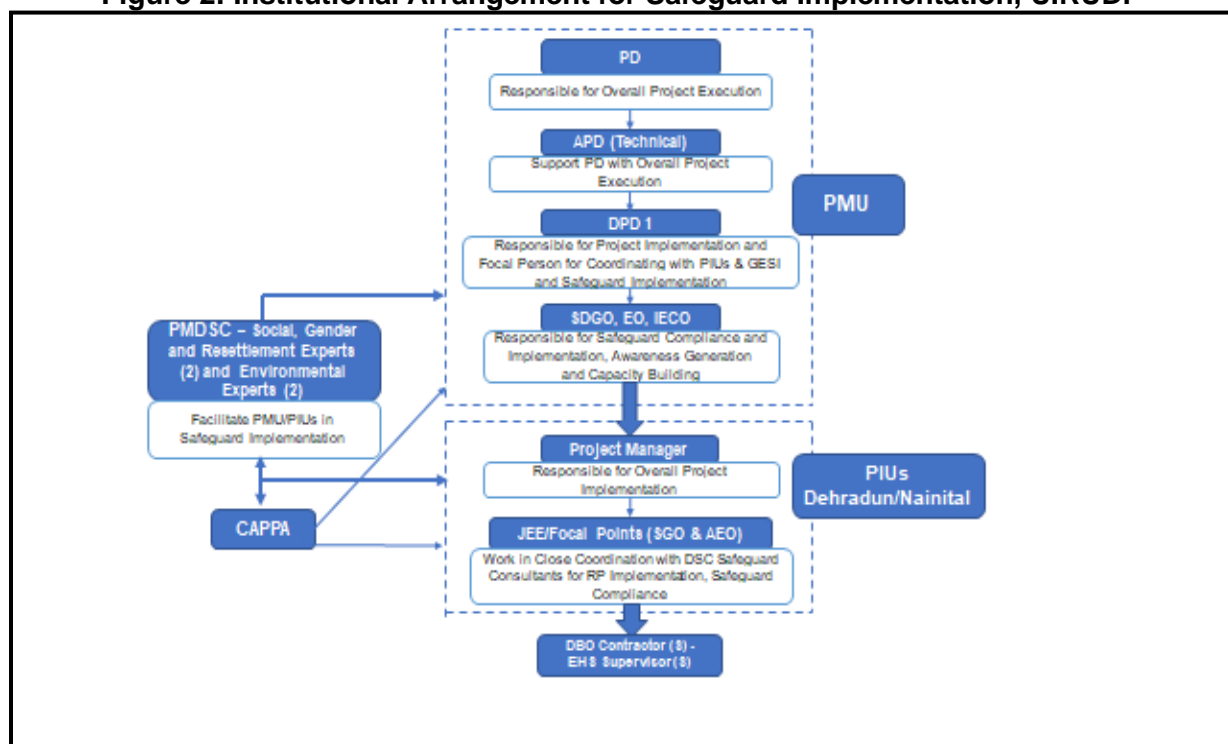 Figure 2: Institutional Arrangement for Safeguard Implementation,
PD
Responsible for Overall Project Execution
APD (Technical)
Support PD with Overall Project
Execution
PMU
DPD 1
Responsible for Project Implementation and
Focal Person for Coordinating with PIUs & GESI
and Safeguard Implementation
SDGO, EO, IECO
Responsible for Safeguard Compliance and
Implementation, Awareness Generation
and Capacity Building
PMDSC – Social, Gender
and Resettlement Experts
(2) and Environmental
Experts (2)
Facilitate PMU/PIUs in
Safeguard Implementation
CAPPA
Project Manager
Responsible for Overall Project
Implementation
PIUs
Dehradun/Nainital
JEE/Focal Points (SGO & AEO)
Work in Close Coordination with DSC Safeguard
Consultants for RP Implementation, Safeguard
Compliance
DBO Contractor (S) -
EHS Supervisor(S)